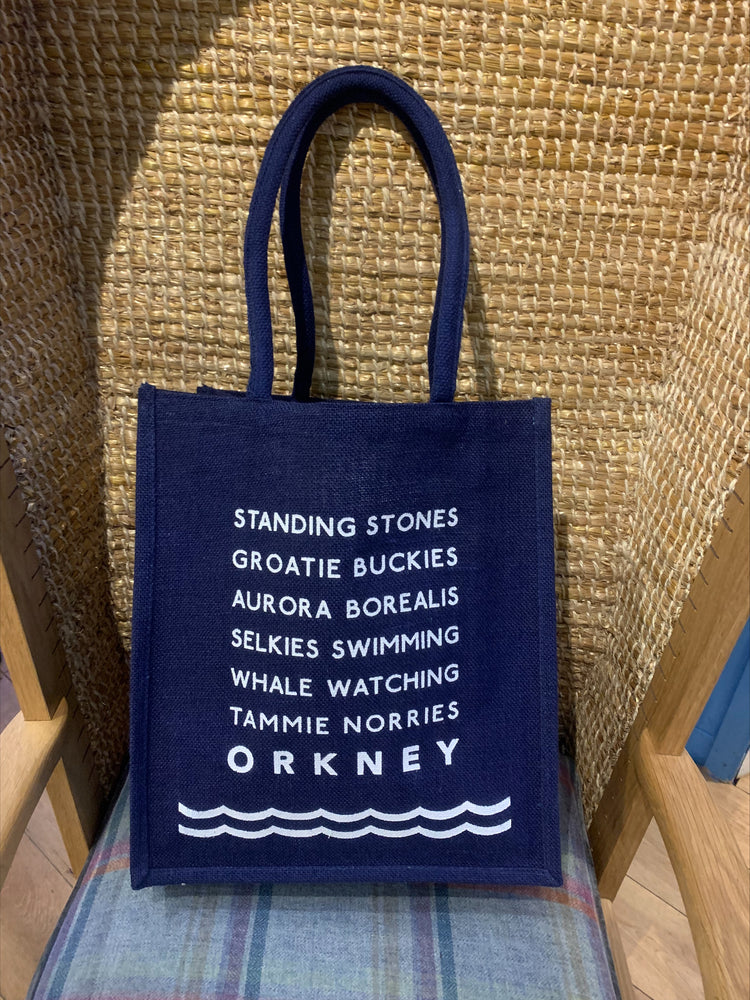 STANDING STONES
GROATIE BUCKIES
AURORA BOREALIS
SELKIES SWIMMING
WHALE WATCHING
TAMMIE NORRIES
ORKNEY